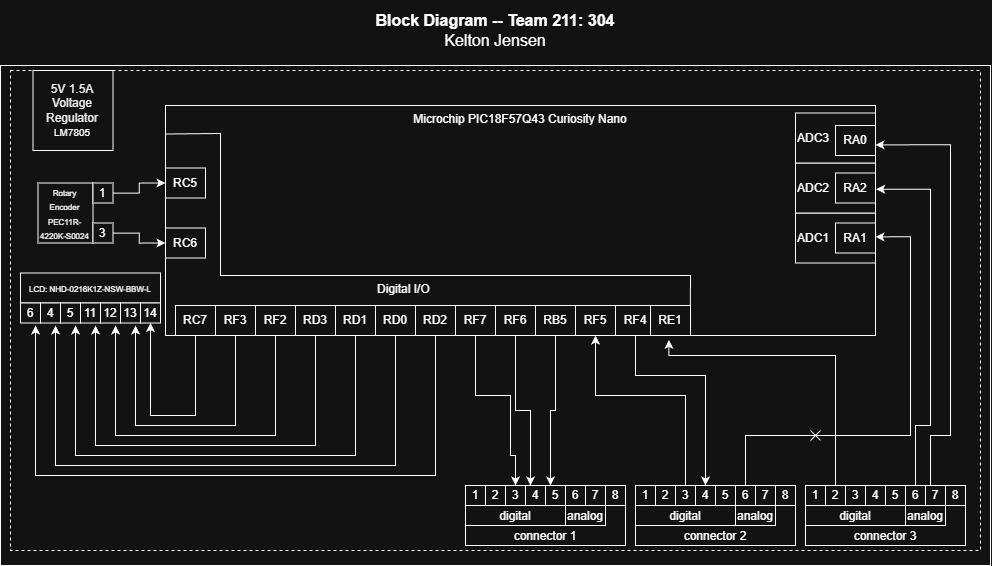 Block Diagram -- Team 211: 304
Kelton Jensen
5V 1.5A
Voltage
Regulator
LM7805
Microchip PIC18F57Q43 Curiosity Nano
ADC3 RA0
ADC2 RA2
ADC1 RA1
Rotary
Encoder
PEC11R-
4220K-S0024
1
3
RC5
RC6
LCD: NHD-0216K1Z-NSW-BBW-L
6 4 5 11 12 13 14
Digital I/O
RC7 RF3 RF2 RD3 RD1 RD0 RD2 RF7 RF6 RB5 RF5 RF4 RE1
1 2 3 4 5 6 7 8
digital analog
connector 1
1 2 3 4 5 6 7 8
digital analog
connector 2
1 2 3 4 5 6 7 8
digital analog
connector 3